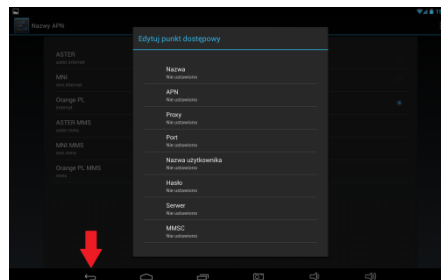 Nazwy APN
Edytuj punkt dostępowy
ASTER
MNI
Orange PL
internet
ASTER MMS
MNI MMS
Orange PL MMS
Nazwa
Nie ustawiono
APN
Nie ustawiono
Proxy
Nie ustawiono
Port
Nie ustawiono
Nazwa użytkownika
Nie ustawiono
Hasło
Nie ustawiono
Serwer
Nie ustawiono
MMSC
Nie ustawiono